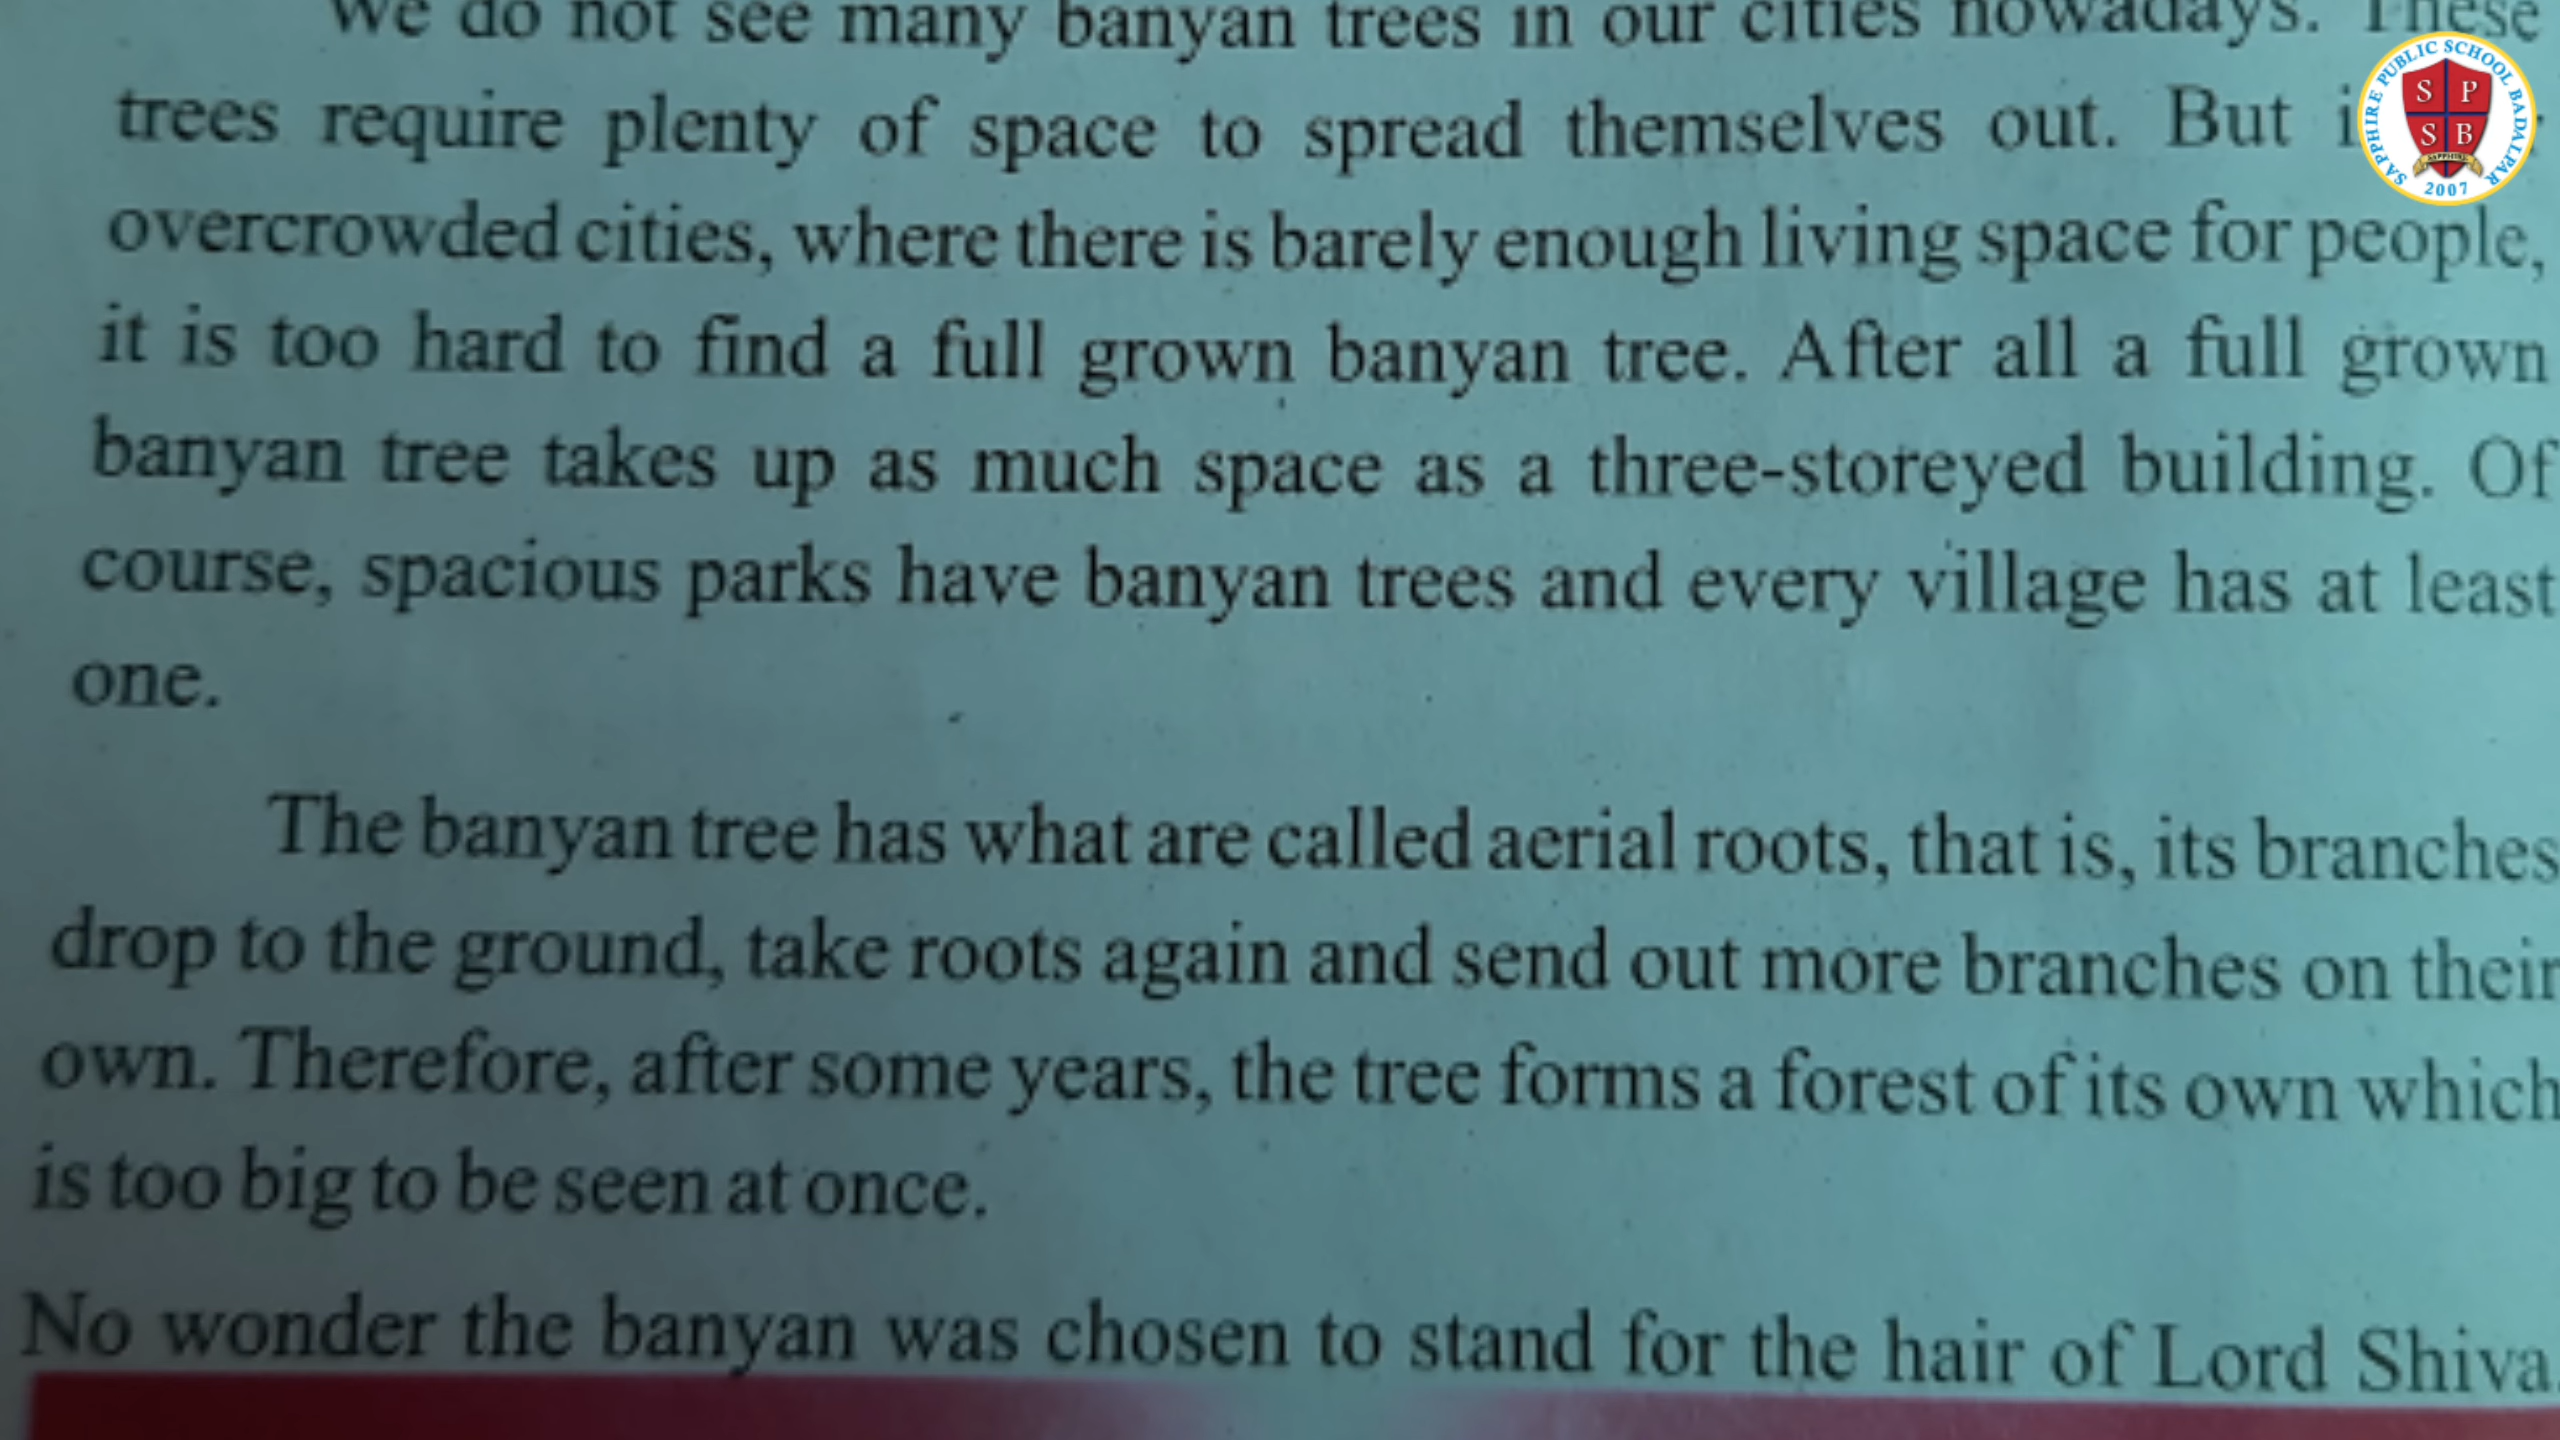 We do not see many banyan trees in our cities nowadays. These
trees require plenty of space to spread themselves out. But
overcrowded cities, where there is barely enough living space for people,
it is too hard to find a full grown banyan tree. After all a full grown
banyan tree takes up as much space as a three-storeyed building. Of
course, spacious parks have banyan trees and every village has at least
one.
The banyan tree has what are called aerial roots, that is, its branches
drop to the ground, take roots again and send out more branches on their
own. Therefore, after some years, the tree forms a forest of its own which
is too big to be seen at once.
No wonder the banyan was chosen to stand for the hair of Lord Shiva.
SAPPHIRE PUBLIC SCHOOL BADALPAR
S P
S B
SAPPHIRE
2007